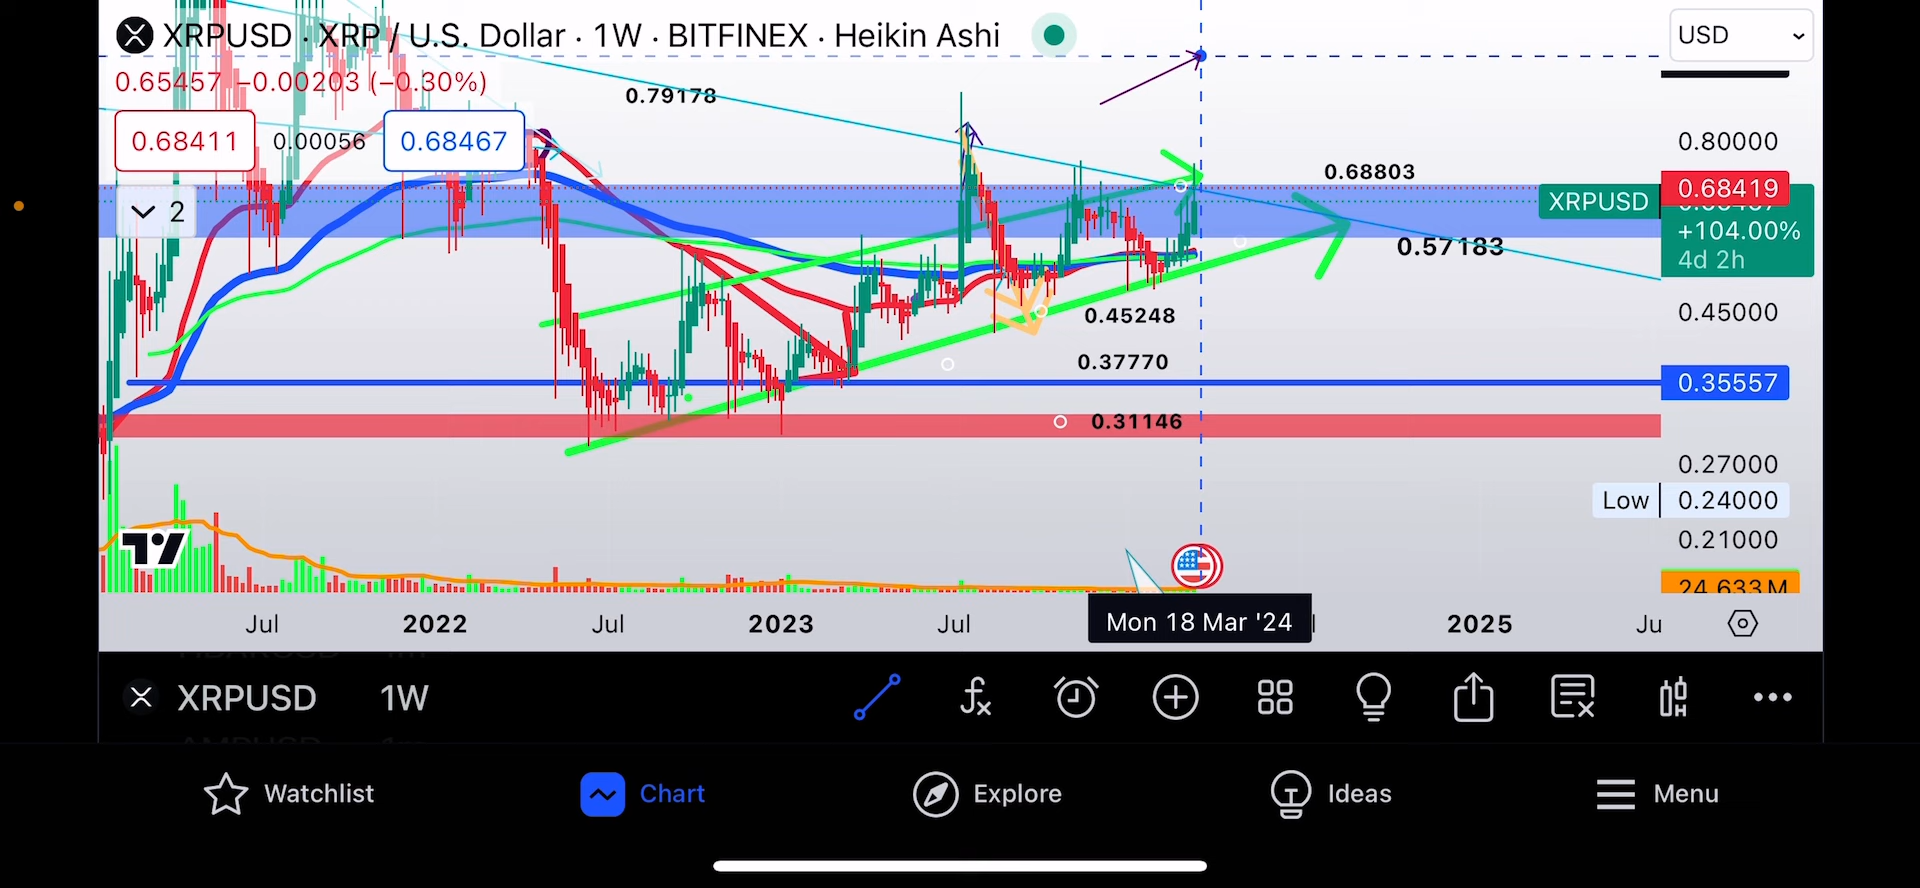 XRPUSD · XRP / U.S. Dollar · 1W · BITFINEX · Heikin Ashi
USD
0.65457 −0.00203 (−0.30%)
0.79178
0.68411
0.00056
0.68467
0.80000
0.68803
0.68419
XRPUSD
2
+104.00%
4d 2h
0.57183
0.45248
0.45000
0.37770
0.35557
0.31146
0.27000
Low
0.24000
0.21000
24.633M
Jul
2022
Jul
2023
Jul
Mon 18 Mar '24
2025
Ju
XRPUSD
1W
Watchlist
Chart
Explore
Ideas
Menu